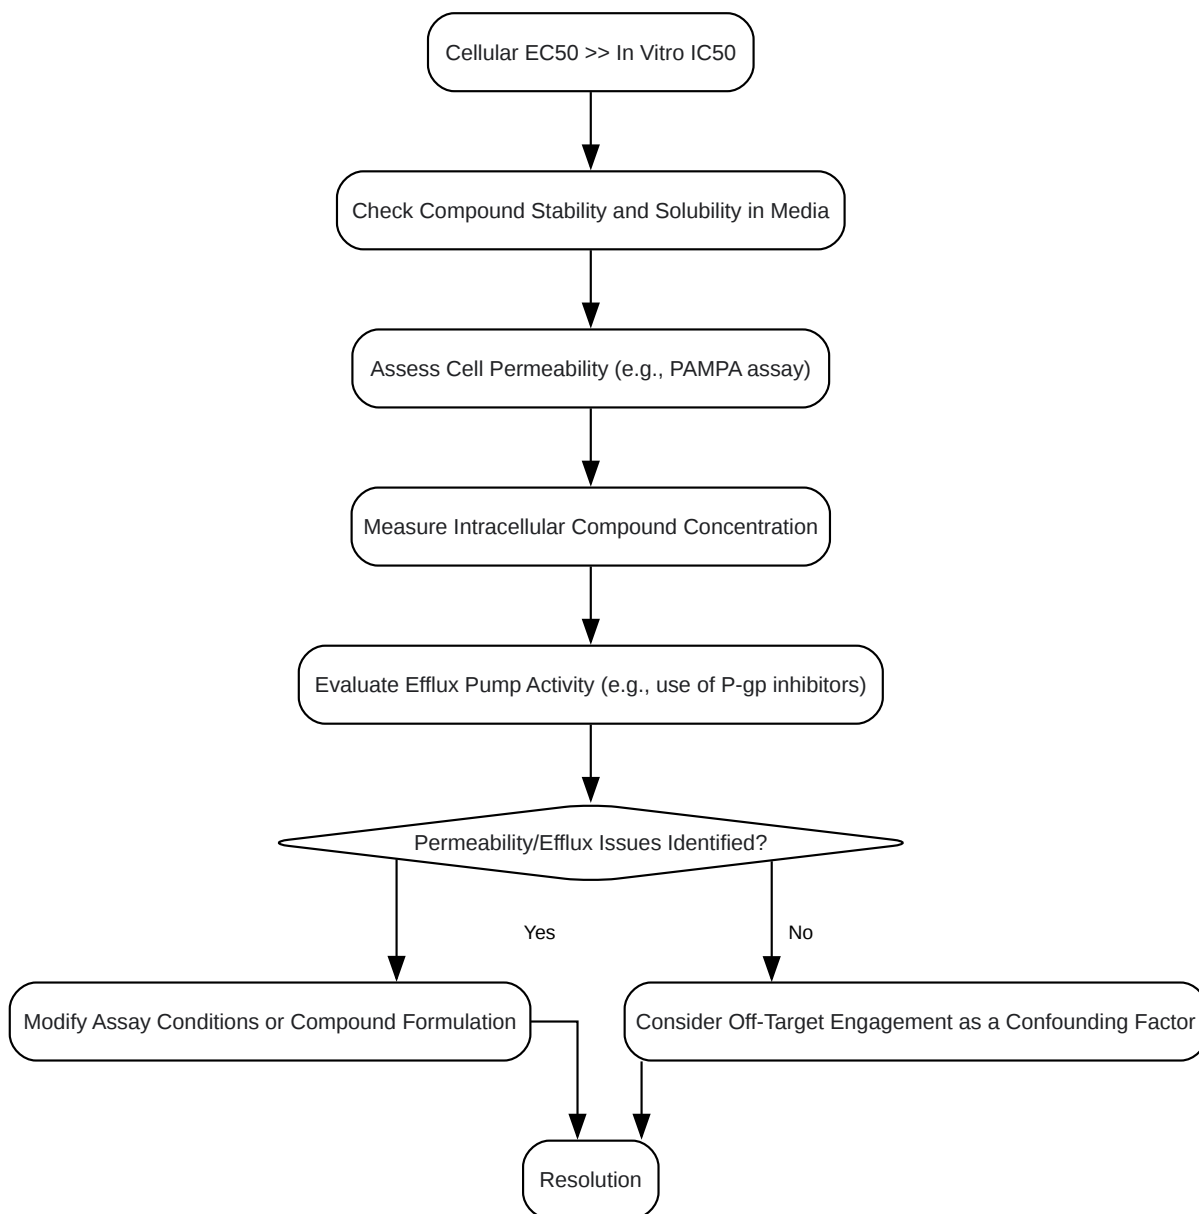 Cellular EC50 >> In Vitro IC50
Check Compound Stability and Solubility in Media
Assess Cell Permeability (e.g., PAMPA assay)
Measure Intracellular Compound Concentration
Evaluate Efflux Pump Activity (e.g., use of P-gp inhibitors)
Permeability/Efflux Issues Identified?
Yes
No
Modify Assay Conditions or Compound Formulation
Consider Off-Target Engagement as a Confounding Factor
Resolution